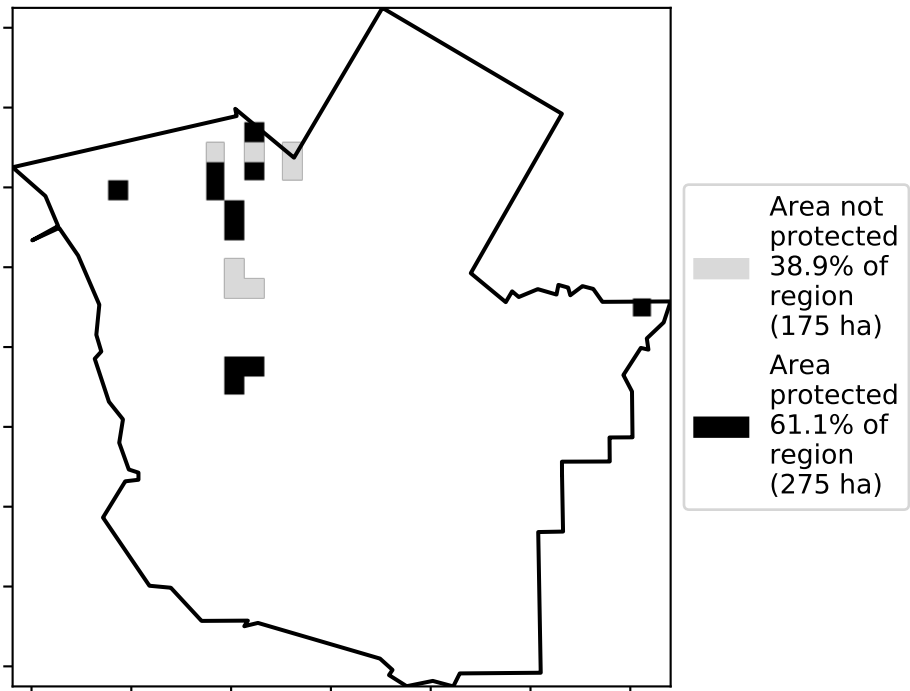 Area not
protected
38.9% of
region
(175 ha)
Area
protected
61.1% of
region
(275 ha)